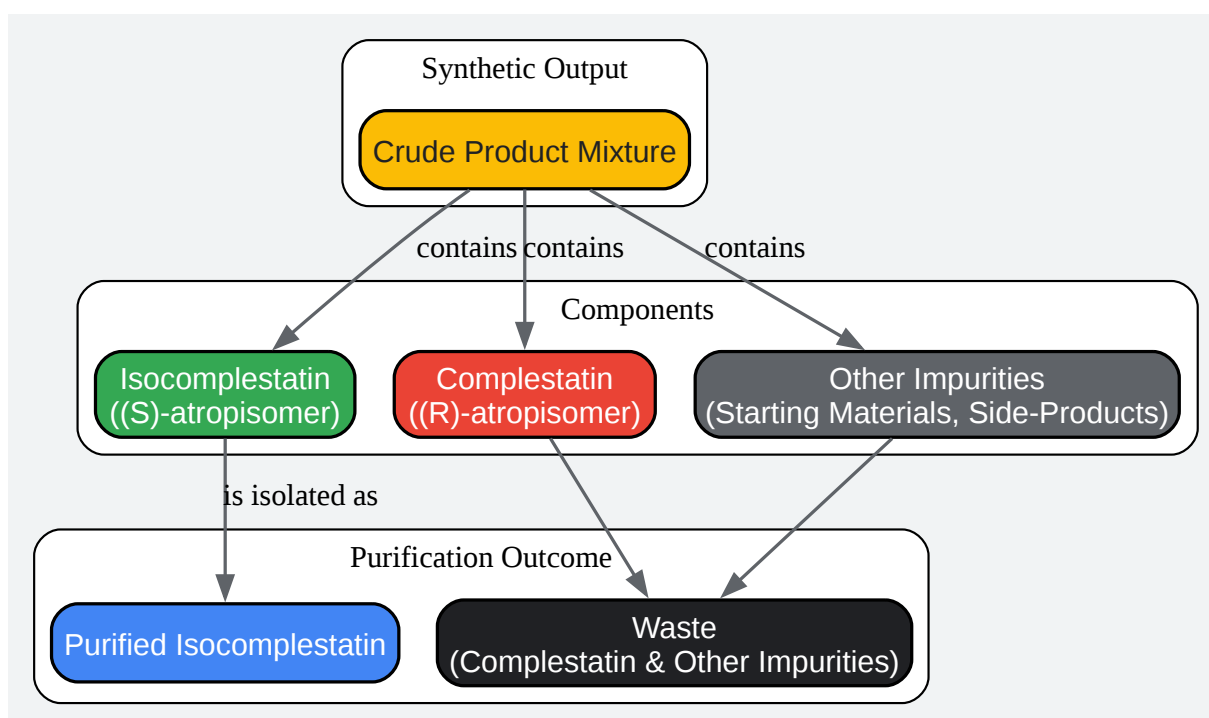 Synthetic Output
Crude Product Mixture
contains
contains
contains
Components
Isocomplestatin
((S)-atropisomer)
Complestatin
((R)-atropisomer)
Other Impurities
(Starting Materials, Side-Products)
is isolated as
Purification Outcome
Purified Isocomplestatin
Waste
(Complestatin & Other Impurities)